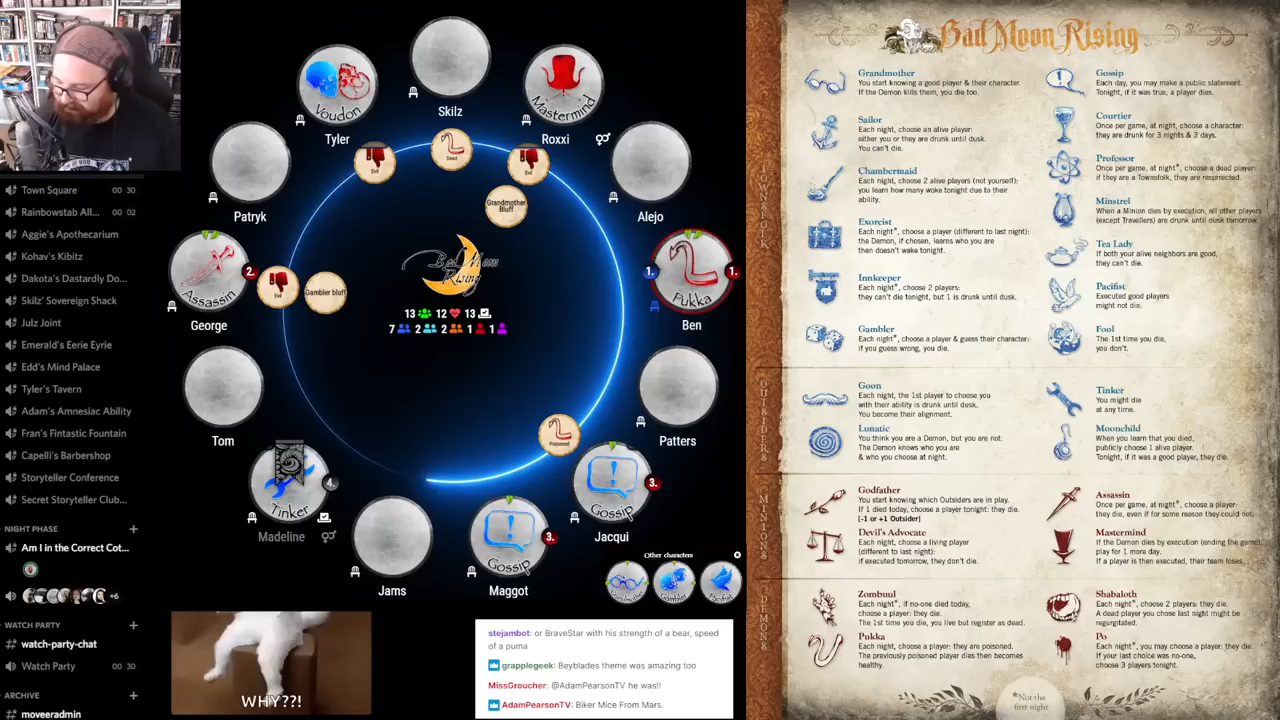 Town Square 00 30
Rainbowstab All... 00 02
Aggie's Apothecarium
Kohav's Kibitz
Dakota's Dastardly Do...
Skilz' Sovereign Shack
Julz Joint
Emerald's Eerie Eyrie
Edd's Mind Palace
Tyler's Tavern
Adam's Amnesiac Ability
Fran's Fintastic Fountain
Capelli's Barbershop
Storyteller Conference
Secret Storyteller Club...
NIGHT PHASE
Am I in the Correct Cot...
+6
WATCH PARTY
watch-party-chat
Watch Party 00 30
ARCHIVE
moveeradmin
Skilz
Voudon
Tyler
Mastermind
Roxxi
Patryk
Alejo
Evil
Dead
Evil
Grandmother
Bluff
Assassin
2.
George
Evil
Gambler bluff
Bad Moon
Rising
13 12 13
7 2 2 1 1
1.
Pukka
1.
Ben
Tom
Patters
Poisoned
Tinker
4.
Madeline
Jams
Gossip
3.
Maggot
Gossip
3.
Jacqui
Other characters
WHY??!
stejambot: or BraveStar with his strength of a bear, speed
of a puma
grapplegeek: Beyblades theme was amazing too
MissGroucher: @AdamPearsonTV he was!!
AdamPearsonTV: Biker Mice From Mars.
Bad Moon Rising
TOWNSFOLK
Grandmother
You start knowing a good player & their character.
If the Demon kills them, you die too.
Sailor
Each night, choose an alive player:
either you or they are drunk until dusk.
You can't die.
Chambermaid
Each night, choose 2 alive players (not yourself):
you learn how many woke tonight due to their
ability.
Exorcist
Each night*, choose a player (different to last night):
the Demon, if chosen, learns who you are
then doesn't wake tonight.
Innkeeper
Each night*, choose 2 players:
they can't die tonight, but 1 is drunk until dusk.
Gambler
Each night*, choose a player & guess their character:
if you guess wrong, you die.
Gossip
Each day, you may make a public statement.
Tonight, if it was true, a player dies.
Courtier
Once per game, at night, choose a character:
they are drunk for 3 nights & 3 days.
Professor
Once per game, at night*, choose a dead player:
if they are a Townsfolk, they are resurrected.
Minstrel
When a Minion dies by execution, all other players
(except Travellers) are drunk until dusk tomorrow.
Tea Lady
If both your alive neighbors are good,
they can't die.
Pacifist
Executed good players
might not die.
Fool
The 1st time you die,
you don't.
OUTSIDERS
Goon
Each night, the 1st player to choose you
with their ability is drunk until dusk.
You become their alignment.
Lunatic
You think you are a Demon, but you are not.
The Demon knows who you are
& who you choose at night.
Tinker
You might die
at any time.
Moonchild
When you learn that you died,
publicly choose 1 alive player.
Tonight, if it was a good player, they die.
MINIONS
Godfather
You start knowing which Outsiders are in play.
If 1 died today, choose a player tonight: they die.
[-1 or +1 Outsider]
Devil's Advocate
Each night, choose a living player
(different to last night):
if executed tomorrow, they don't die.
Assassin
Once per game, at night*, choose a player:
they die, even if for some reason they could not.
Mastermind
If the Demon dies by execution (ending the game),
play for 1 more day.
If a player is then executed, their team loses.
DEMONS
Zombuul
Each night*, if no-one died today,
choose a player: they die.
The 1st time you die, you live but register as dead.
Pukka
Each night, choose a player: they are poisoned.
The previously poisoned player dies then becomes
healthy.
Shabaloth
Each night*, choose 2 players: they die.
A dead player you chose last night might be
regurgitated.
Po
Each night*, you may choose a player: they die.
If your last choice was no-one,
choose 3 players tonight.
*Not the
first night